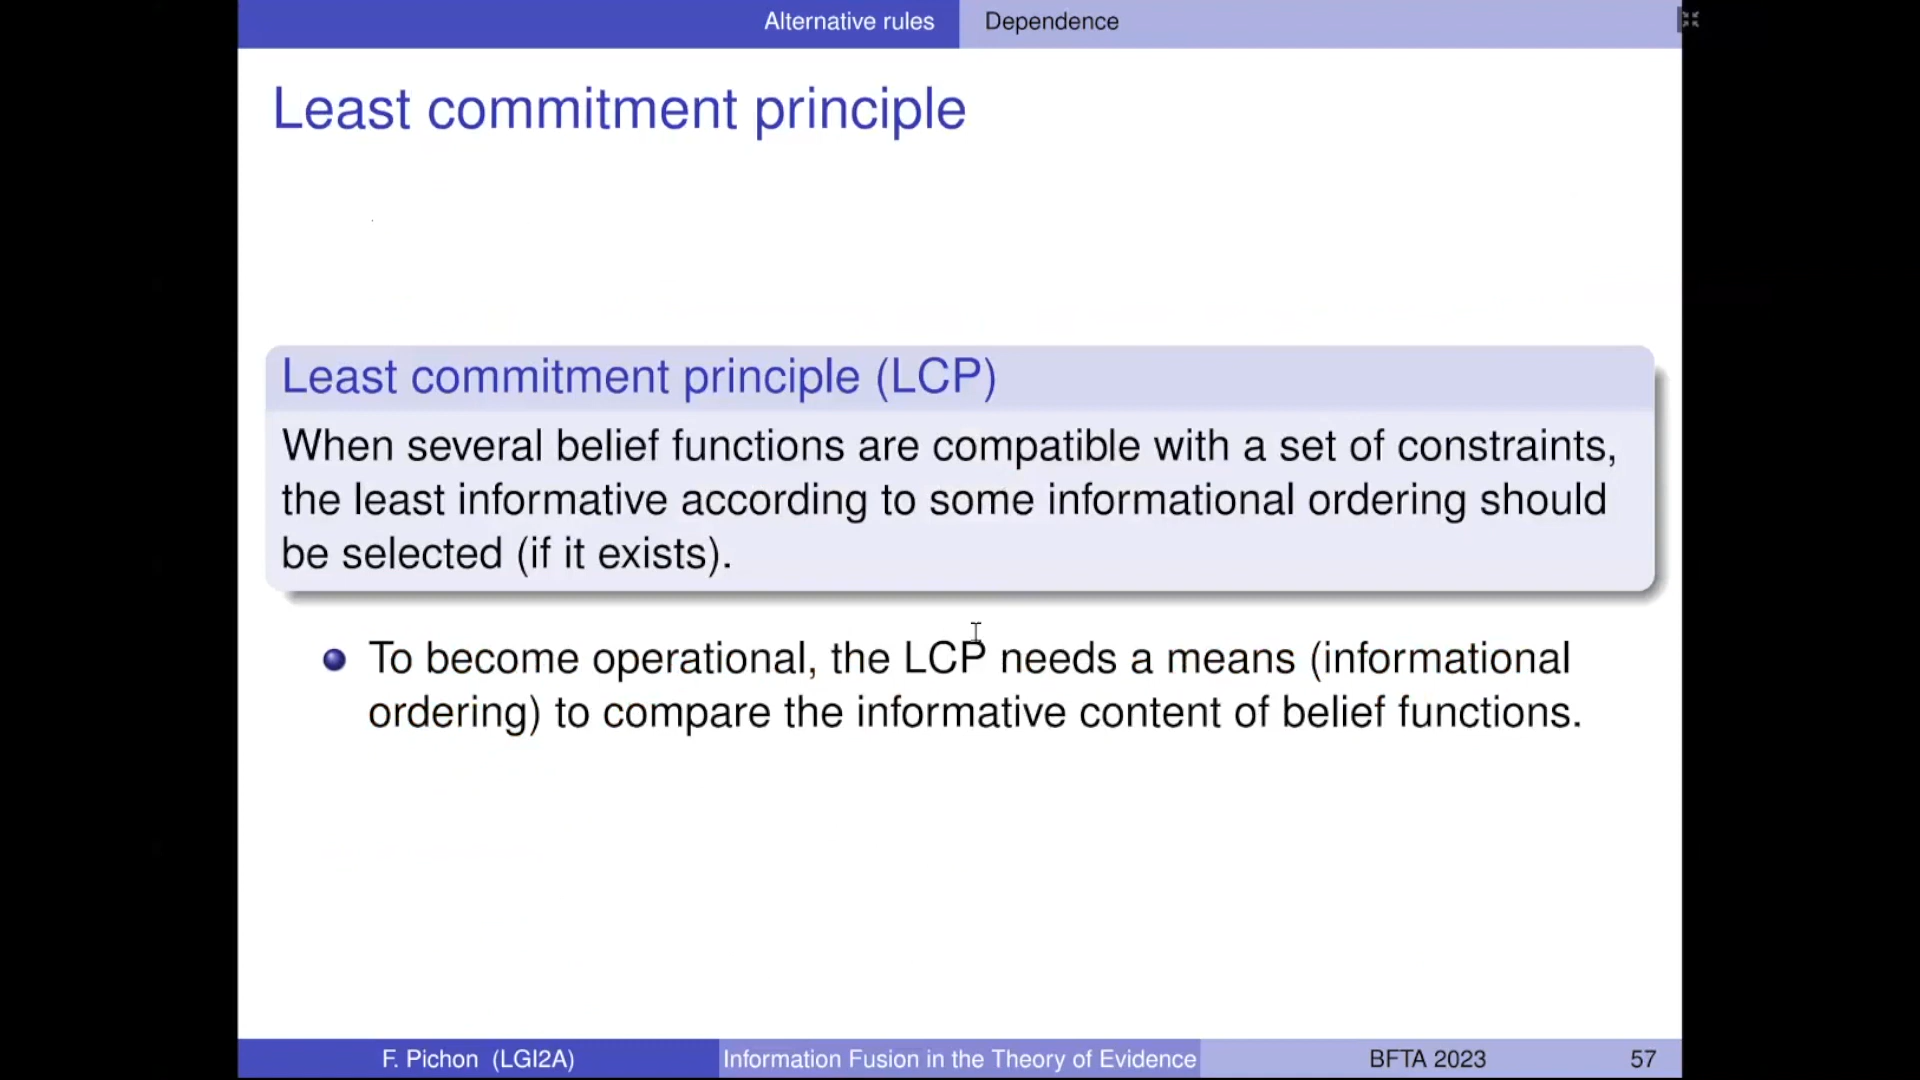 Alternative rules Dependence
Least commitment principle
Least commitment principle (LCP)
When several belief functions are compatible with a set of constraints,
the least informative according to some informational ordering should
be selected (if it exists).
To become operational, the LCP needs a means (informational
ordering) to compare the informative content of belief functions.
F. Pichon (LGI2A) Information Fusion in the Theory of Evidence BFTA 2023 57